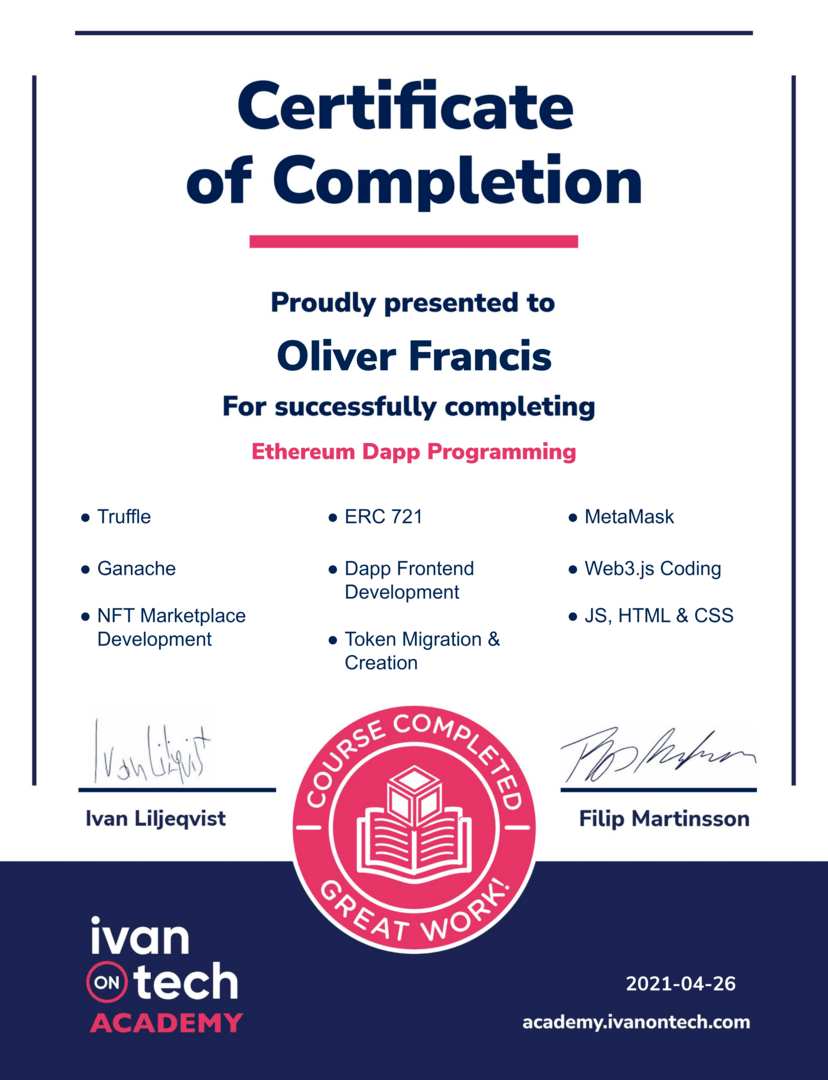 Certificate
of Completion
Proudly presented to
Oliver Francis
For successfully completing
Ethereum Dapp Programming
● Truffle
● Ganache
● NFT Marketplace
Development
● ERC 721
● Dapp Frontend
Development
● Token Migration &
Creation
● MetaMask
● Web3.js Coding
● JS, HTML & CSS
Ivan Liljeqvist
Ivan Liljeqvist
COURSE COMPLETED
GREAT WORK!
Filip Martinsson
ivan
ON tech
ACADEMY
2021-04-26
academy.ivanontech.com